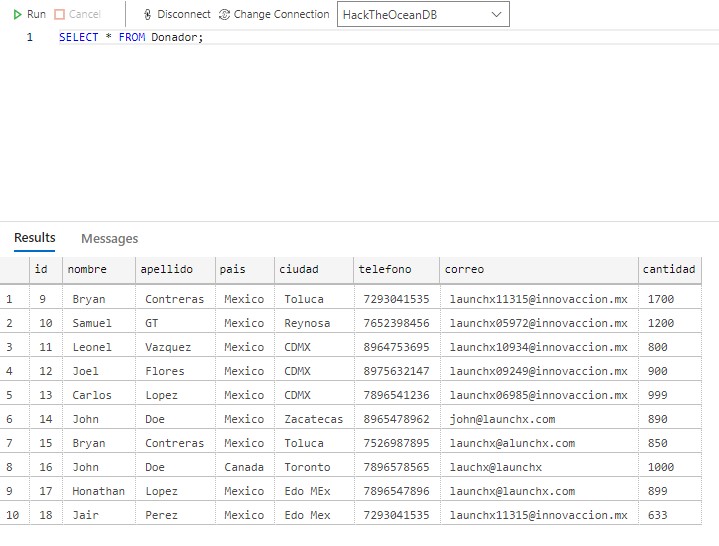 Run Cancel Disconnect Change Connection HackTheOceanDB
1 SELECT * FROM Donador;
Results Messages
id nombre apellido pais ciudad telefono correo cantidad
1 9 Bryan Contreras Mexico Toluca 7293041535 launchx11315@innovaccion.mx 1700
2 10 Samuel GT Mexico Reynosa 7652398456 launchx05972@innovaccion.mx 1200
3 11 Leonel Vazquez Mexico CDMX 8964753695 launchx10934@innovaccion.mx 800
4 12 Joel Flores Mexico CDMX 8975632147 launchx09249@innovaccion.mx 900
5 13 Carlos Lopez Mexico CDMX 7896541236 launchx06985@innovaccion.mx 999
6 14 John Doe Mexico Zacatecas 8965478962 john@launchx.com 890
7 15 Bryan Contreras Mexico Toluca 7526987895 launchx@alunchx.com 850
8 16 John Doe Canada Toronto 7896578565 lauchx@launchx 1000
9 17 Honathan Lopez Mexico Edo MEx 7896547896 launchx@launchx.com 899
10 18 Jair Perez Mexico Edo Mex 7293041535 launchx11315@innovaccion.mx 633